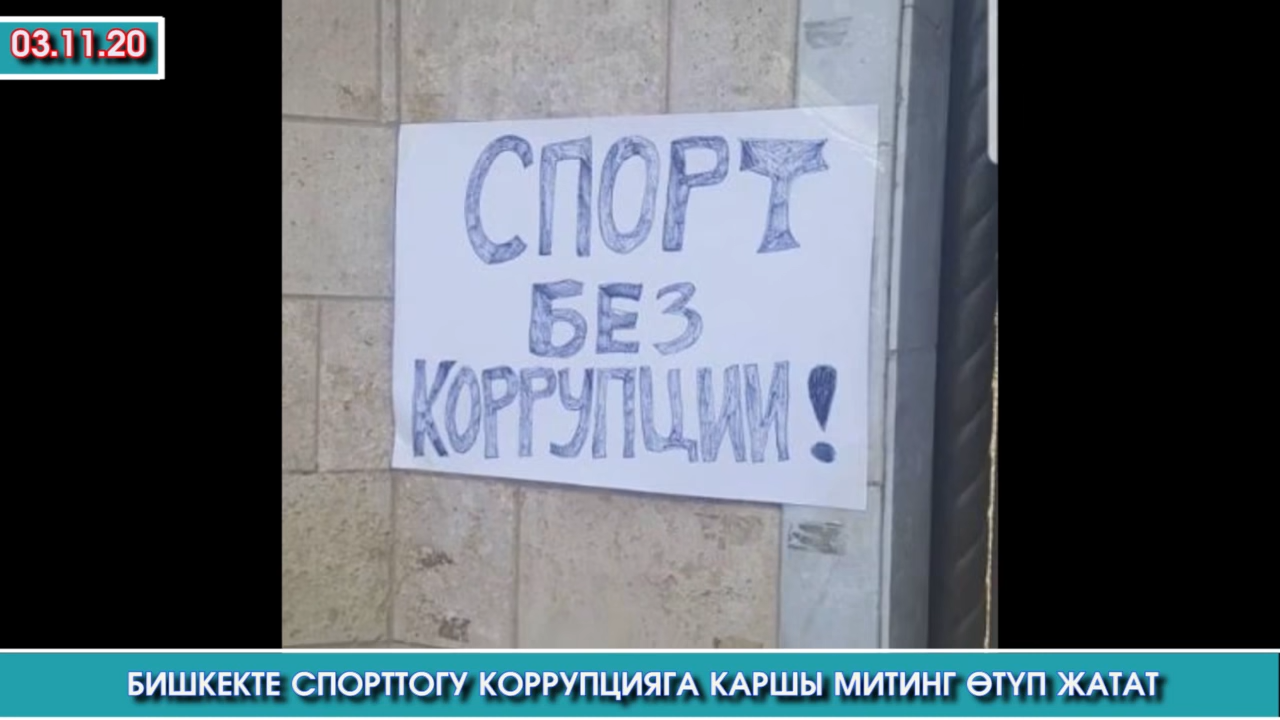 03.11.20
СПОРТ
БЕЗ
КОРРУПЦИИ!
БИШКЕКТЕ СПОРТТОГУ КОРРУПЦИЯГА КАРШЫ МИТИНГ ӨТҮП ЖАТАТ